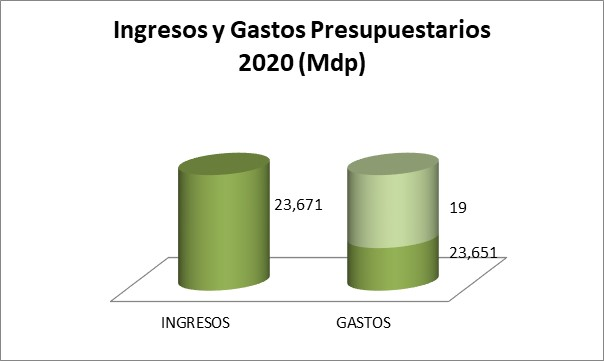 Ingresos y Gastos Presupuestarios
2020 (Mdp)
23,671
19
23,651
INGRESOS
GASTOS